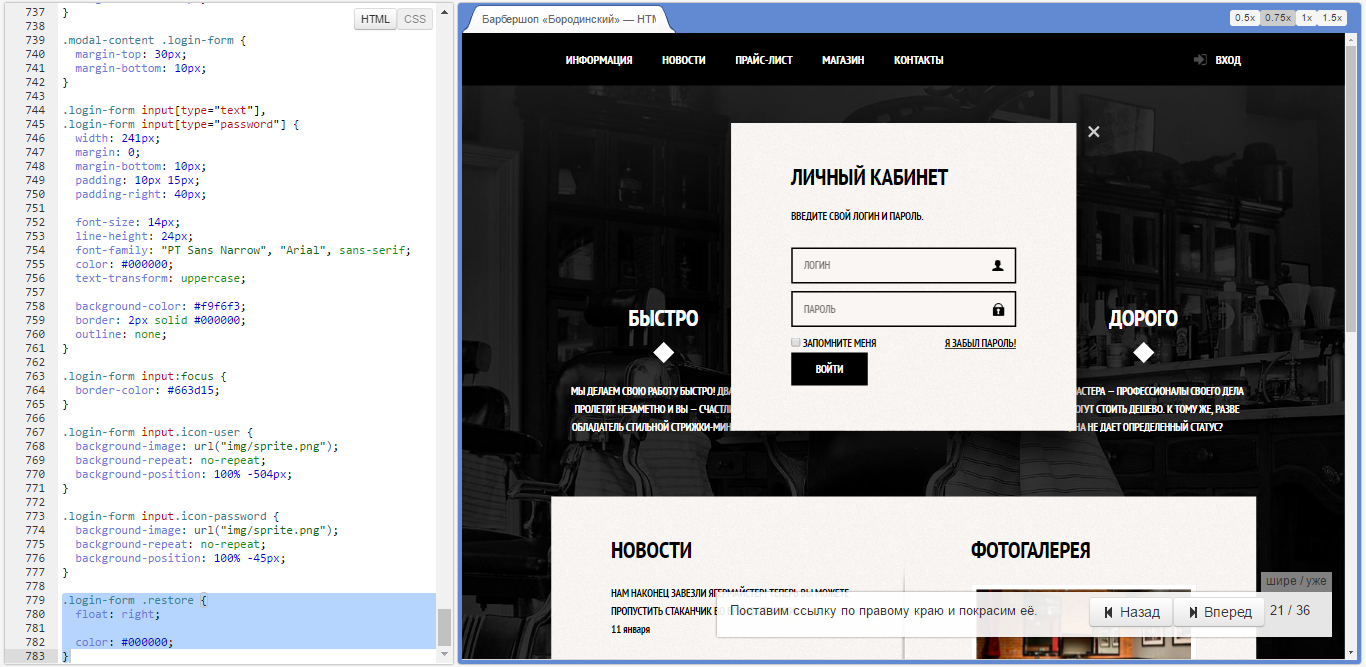 HTML CSS
737 }
738
739 .modal-content .login-form {
740 margin-top: 30px;
741 margin-bottom: 10px;
742 }
743
744 .login-form input[type="text"],
745 .login-form input[type="password"] {
746 width: 241px;
747 margin: 0;
748 margin-bottom: 10px;
749 padding: 10px 15px;
750 padding-right: 40px;
751
752 font-size: 14px;
753 line-height: 24px;
754 font-family: "PT Sans Narrow", "Arial", sans-serif;
755 color: #000000;
756 text-transform: uppercase;
757
758 background-color: #f9f6f3;
759 border: 2px solid #000000;
760 outline: none;
761 }
762
763 .login-form input:focus {
764 border-color: #663d15;
765 }
766
767 .login-form input.icon-user {
768 background-image: url("img/sprite.png");
769 background-repeat: no-repeat;
770 background-position: 100% -504px;
771 }
772
773 .login-form input.icon-password {
774 background-image: url("img/sprite.png");
775 background-repeat: no-repeat;
776 background-position: 100% -45px;
777 }
778
779 .login-form .restore {
780 float: right;
781
782 color: #000000;
783 }
Барбершоп «Бородинский» — HTM
0.5x 0.75x 1x 1.5x
ИНФОРМАЦИЯ НОВОСТИ ПРАЙС-ЛИСТ МАГАЗИН КОНТАКТЫ ВХОД
ЛИЧНЫЙ КАБИНЕТ
ВВЕДИТЕ СВОЙ ЛОГИН И ПАРОЛЬ.
ЛОГИН
ПАРОЛЬ
ЗАПОМНИТЕ МЕНЯ Я ЗАБЫЛ ПАРОЛЬ!
ВОЙТИ
БЫСТРО
МЫ ДЕЛАЕМ СВОЮ РАБОТУ БЫСТРО! ДВА
ПРОЛЕТЯТ НЕЗАМЕТНО И ВЫ — СЧАСТЛИ
ОБЛАДАТЕЛЬ СТИЛЬНОЙ СТРИЖКИ-МИН
ДОРОГО
АСТЕРА — ПРОФЕССИОНАЛЫ СВОЕГО ДЕЛА
ОГУТ СТОИТЬ ДЕШЕВО. К ТОМУ ЖЕ, РАЗВЕ
НА НЕ ДАЕТ ОПРЕДЕЛЕННЫЙ СТАТУС?
НОВОСТИ
НАМ НАКОНЕЦ ЗАВЕЗЛИ ЯГЕРМАЙСТЕР! ТЕПЕРЬ ВЫ МОЖЕТЕ
ПРОПУСТИТЬ СТАКАНЧИК
11 января
ФОТОГАЛЕРЕЯ
шире / уже
Поставим ссылку по правому краю и покрасим её.
Назад Вперед 21 / 36